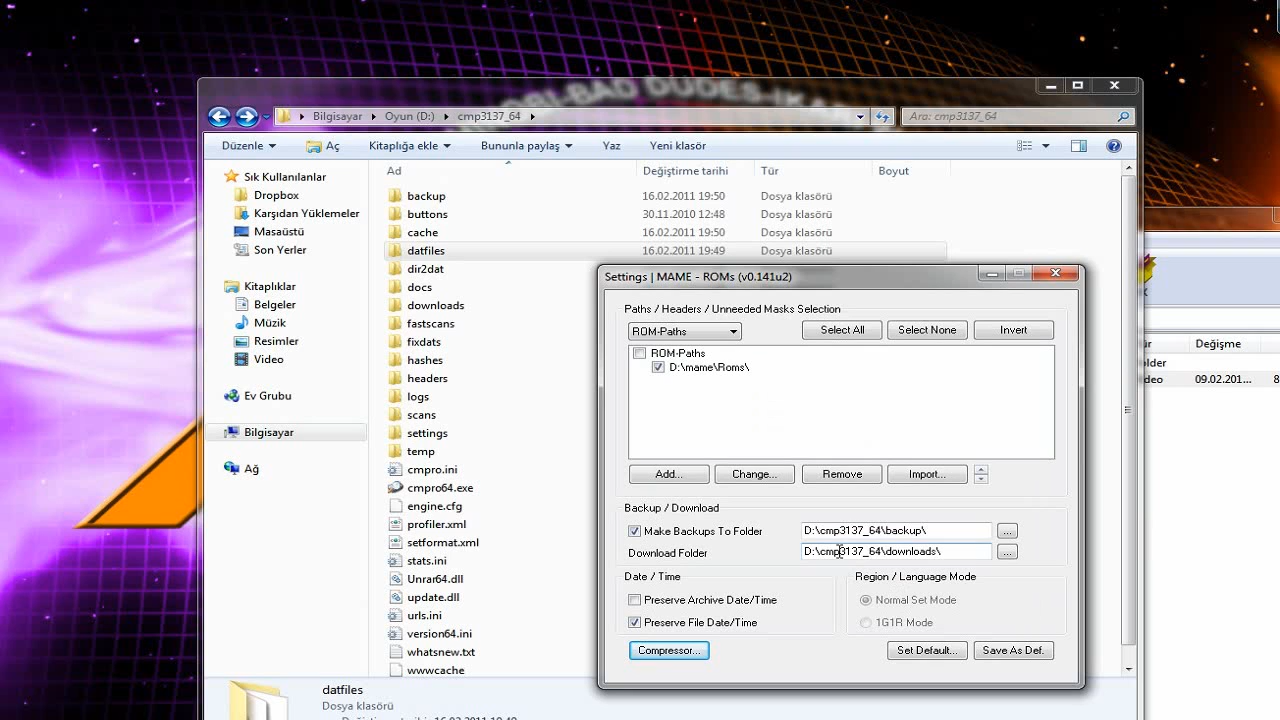 BAD DUDES-IKA
Bilgisayar Oyun (D:) cmp3137_64 Ara: cmp3137_64
Düzenle Aç Kitaplığa ekle Bununla paylaş Yaz Yeni klasör
Ad Değiştirme tarihi Tür Boyut
Sık Kullanılanlar
Dropbox
Karşıdan Yüklemeler
Masaüstü
Son Yerler
Kitaplıklar
Belgeler
Müzik
Resimler
Video
Ev Grubu
Bilgisayar
Ağ
backup 16.02.2011 19:50 Dosya klasörü
buttons 30.11.2010 12:48 Dosya klasörü
cache 16.02.2011 19:50 Dosya klasörü
datfiles 16.02.2011 19:49 Dosya klasörü
dir2dat
docs
downloads
fastscans
fixdats
hashes
headers
logs
scans
settings
temp
cmpro.ini
cmpro64.exe
engine.cfg
profiler.xml
setformat.xml
stats.ini
Unrar64.dll
update.dll
urls.ini
version64.ini
whatsnew.txt
wwwcache
datfiles
Dosya klasörü
Settings | MAME - ROMs (v0.141u2)
Paths / Headers / Unneeded Masks Selection
ROM-Paths Select All Select None Invert
ROM-Paths
D:\mame\Roms\
Add... Change... Remove Import...
Backup / Download
Make Backups To Folder D:\cmp3137_64\backup\ ...
Download Folder D:\cmp3137_64\downloads\ ...
Date / Time Region / Language Mode
Preserve Archive Date/Time Normal Set Mode
Preserve File Date/Time 1G1R Mode
Compressor... Set Default... Save As Def.
Değişme
09.02.201...